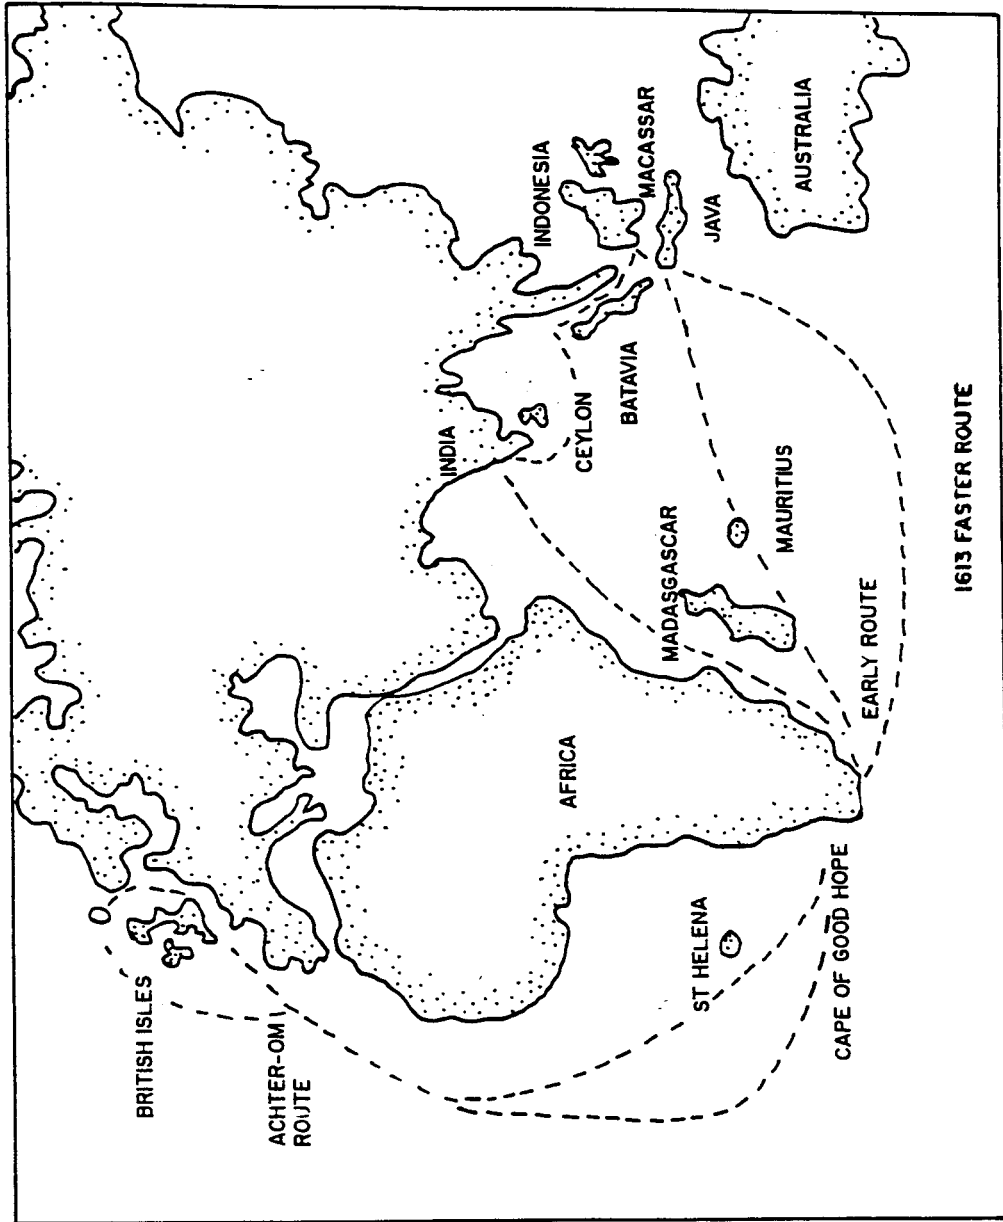 BRITISH ISLES
ACHTER-OM
ROUTE
AFRICA
ST HELENA
CAPE OF GOOD HOPE
INDIA
CEYLON
INDONESIA
MACASSAR
BATAVIA
JAVA
AUSTRALIA
MADASGASCAR
MAURITIUS
EARLY ROUTE
1613 FASTER ROUTE